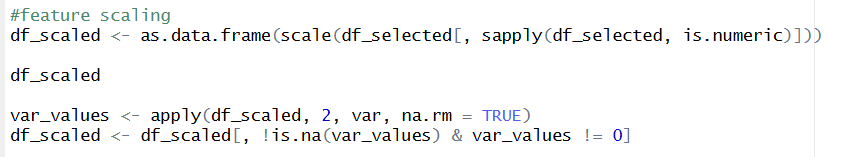 #feature scaling
df_scaled <- as.data.frame(scale(df_selected[, sapply(df_selected, is.numeric)]))
df_scaled
var_values <- apply(df_scaled, 2, var, na.rm = TRUE)
df_scaled <- df_scaled[, !is.na(var_values) & var_values != 0]